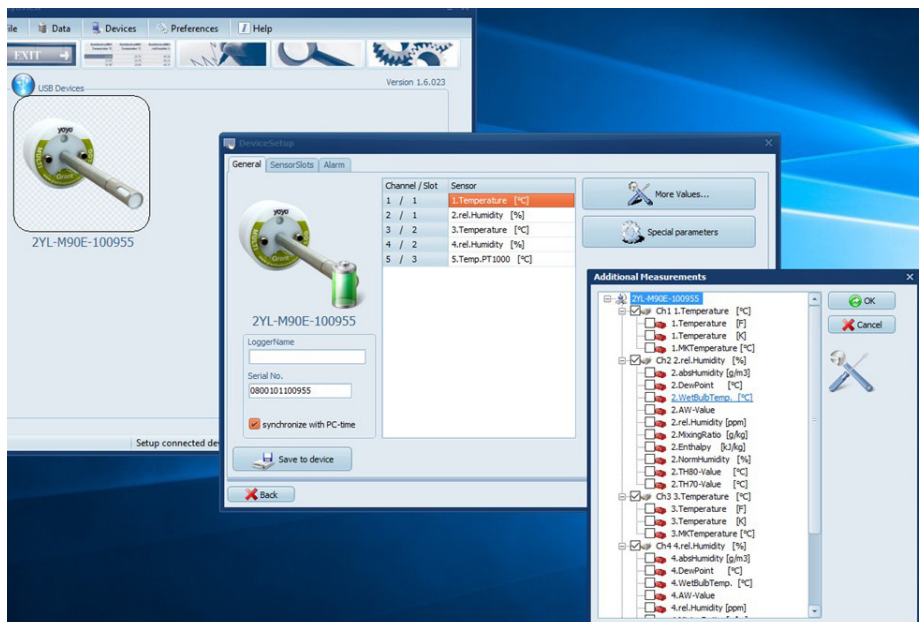 ile Data Devices Preferences Help
EXIT
USB Devices
Version 1.6.023
yoyo
MULTI
Grant
2YL-M90E-100955
Setup connected de
DeviceSetup
General SensorSlots Alarm
yoyo
MULTI
Grant
2YL-M90E-100955
LoggerName
Serial No.
0800101100955
synchronize with PC-time
Save to device
Back
Channel / Slot Sensor
1 / 1 1.Temperature [°C]
2 / 1 2.rel.Humidity [%]
3 / 2 3.Temperature [°C]
4 / 2 4.rel.Humidity [%]
5 / 3 5.Temp.PT1000 [°C]
More Values...
Special parameters
Additional Measurements
2YL-M90E-100955
Ch1 1.Temperature [°C]
1.Temperature [F]
1.Temperature [K]
1.MKTemperature [°C]
Ch2 2.rel.Humidity [%]
2.absHumidity [g/m3]
2.DewPoint [°C]
2.WetBulbTemp. [°C]
2.AW-Value
2.rel.Humidity [ppm]
2.MixingRatio [g/kg]
2.Enthalpy [kJ/kg]
2.NormHumidity [%]
2.TH80-Value [°C]
2.TH70-Value [°C]
Ch3 3.Temperature [°C]
3.Temperature [F]
3.Temperature [K]
3.MKTemperature [°C]
Ch4 4.rel.Humidity [%]
4.absHumidity [g/m3]
4.DewPoint [°C]
4.WetBulbTemp. [°C]
4.AW-Value
4.rel.Humidity [ppm]
OK
Cancel